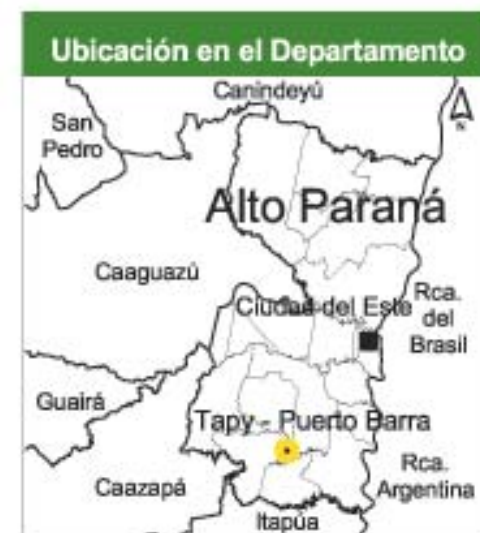 Ubicación en el Departamento
Canindeyú
San
Pedro
N
Alto Paraná
Caaguazú
Ciudad del Este
Rca.
del
Brasil
Guairá
Tapy - Puerto Barra
Caazapá
Rca.
Argentina
Itapúa